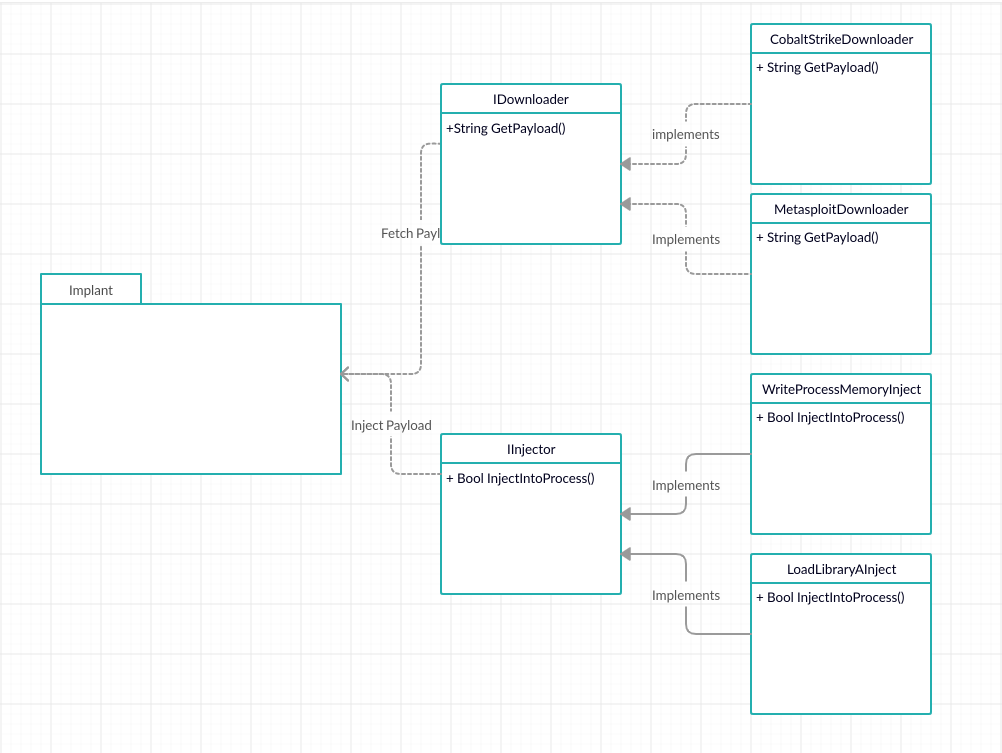 CobaltStrikeDownloader
+ String GetPayload()
IDownloader
+String GetPayload()
implements
MetasploitDownloader
+ String GetPayload()
Implements
Fetch Payl
Implant
WriteProcessMemoryInject
+ Bool InjectIntoProcess()
Inject Payload
IInjector
+ Bool InjectIntoProcess()
Implements
LoadLibraryAInject
+ Bool InjectIntoProcess()
Implements